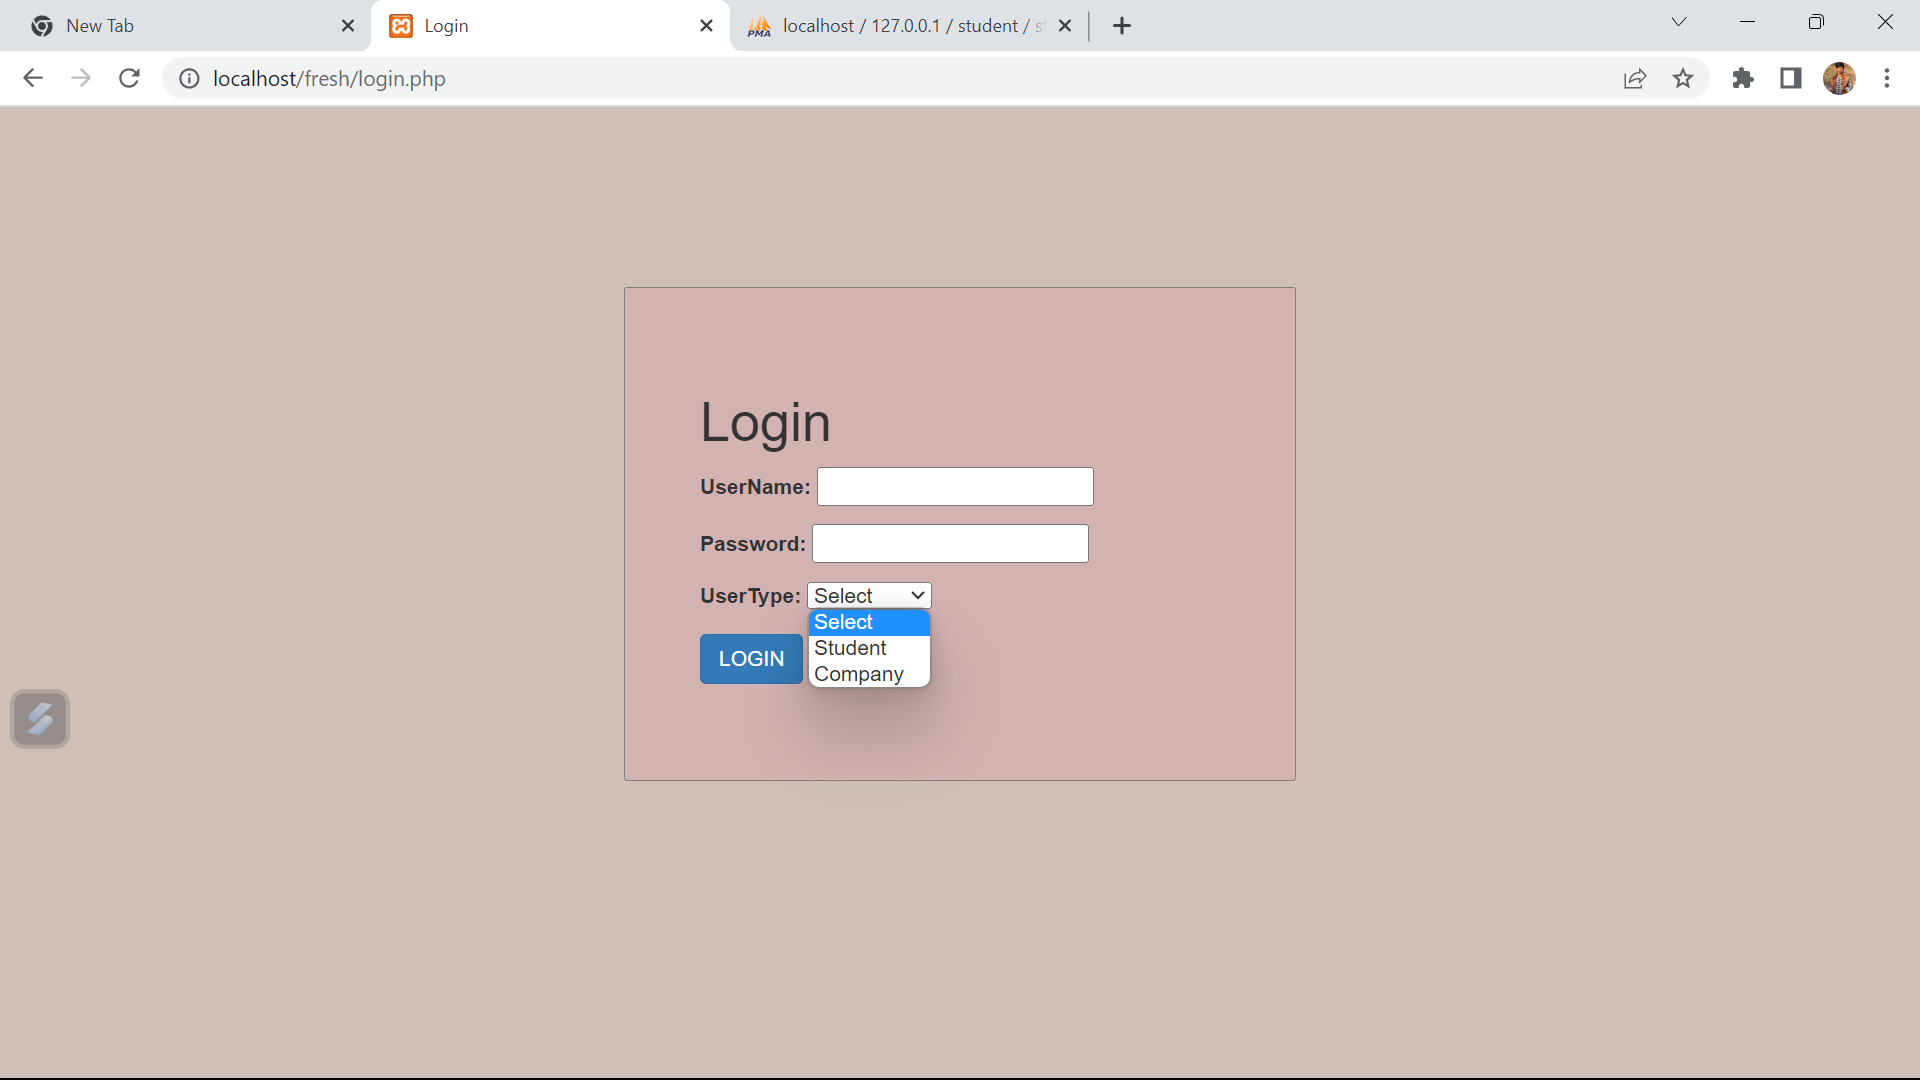 New Tab
Login
localhost / 127.0.0.1 / student / s
localhost/fresh/login.php
Login
UserName:
Password:
UserType: Select
Select
Student
Company
LOGIN